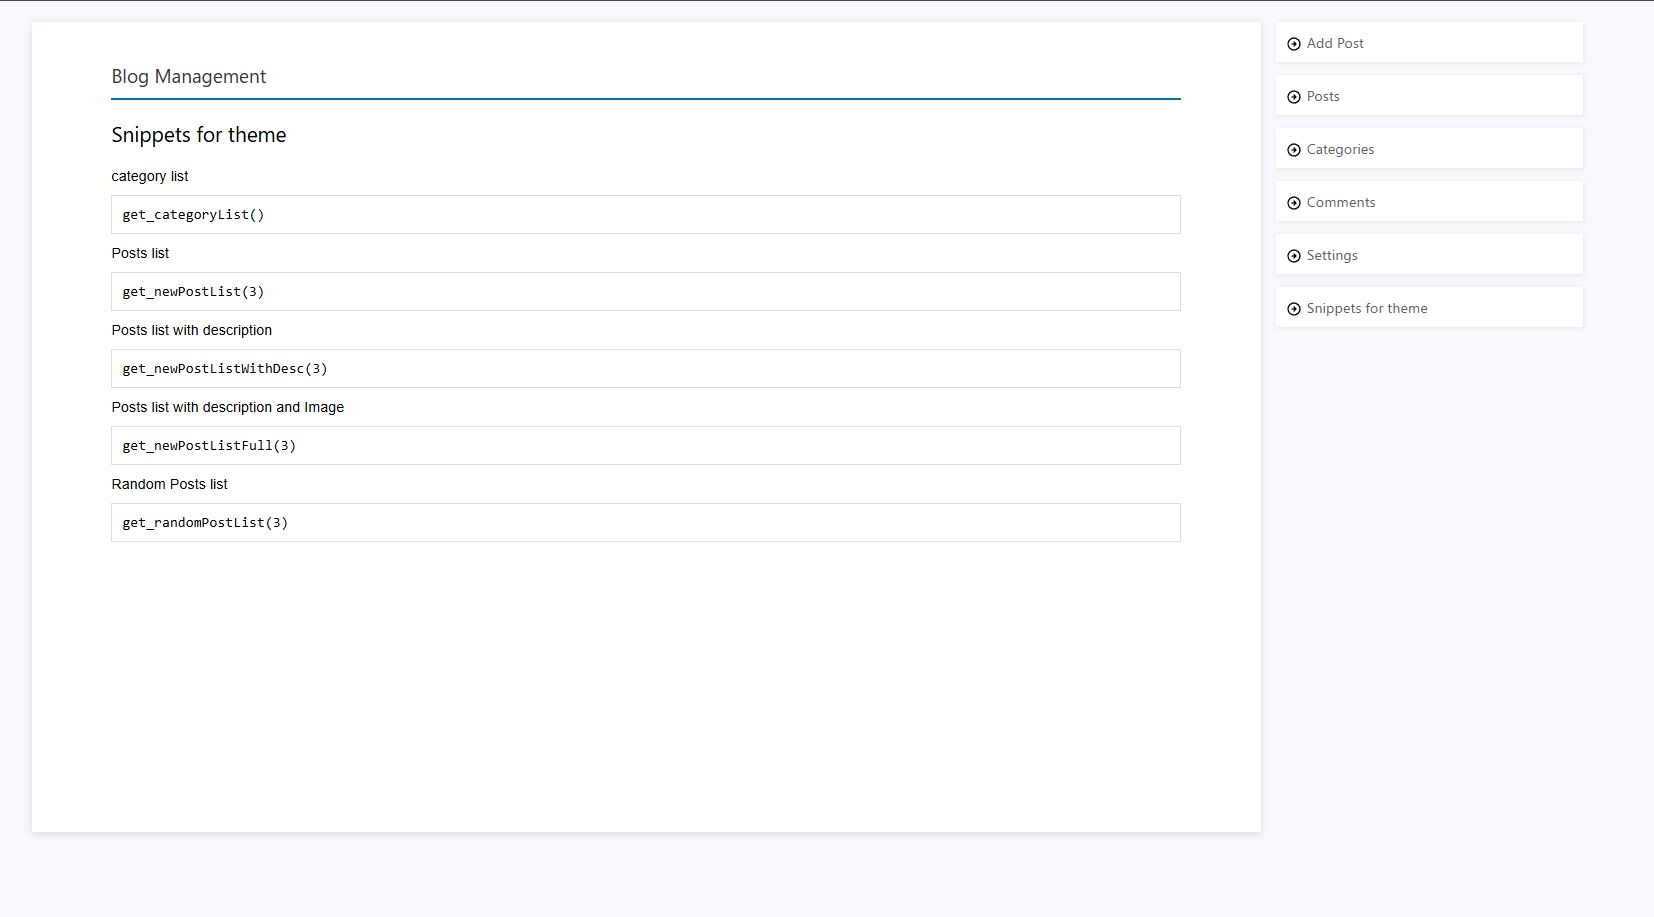 Blog Management
Snippets for theme
category list
get_categoryList()
Posts list
get_newPostList(3)
Posts list with description
get_newPostListWithDesc(3)
Posts list with description and Image
get_newPostListFull(3)
Random Posts list
get_randomPostList(3)
Add Post
Posts
Categories
Comments
Settings
Snippets for theme